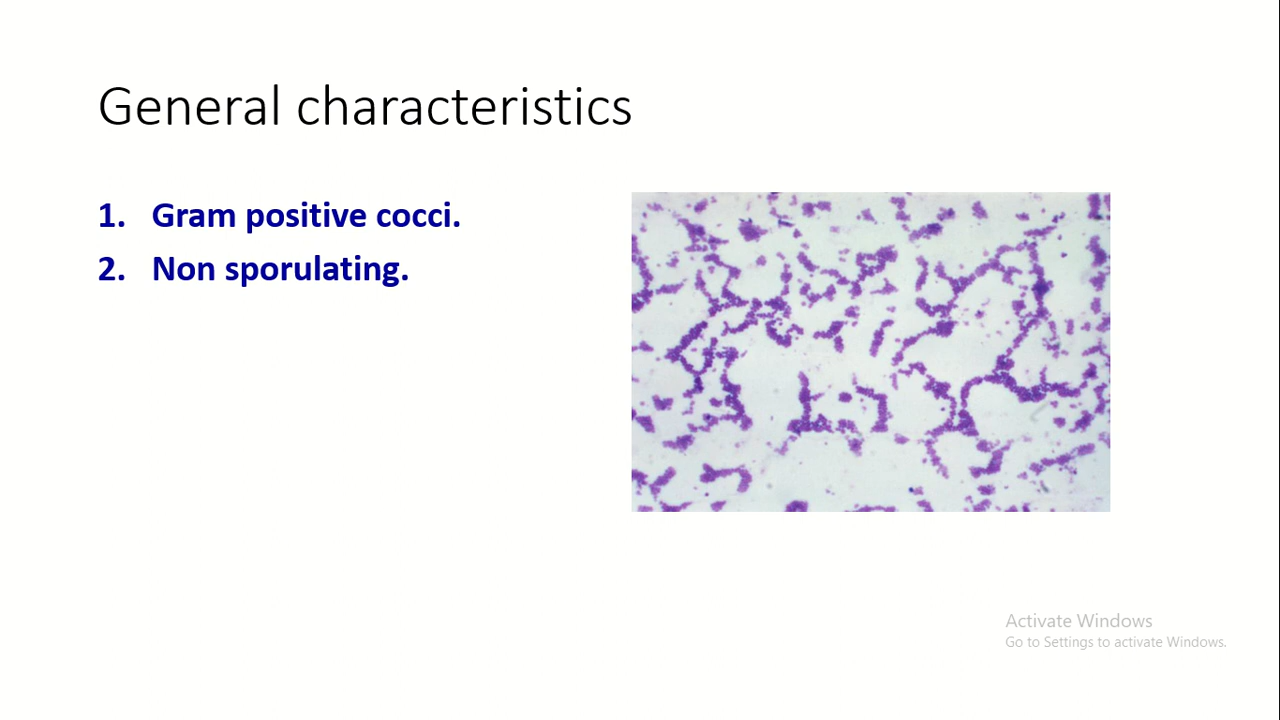 General characteristics
1. Gram positive cocci.
2. Non sporulating.
Activate Windows
Go to Settings to activate Windows.